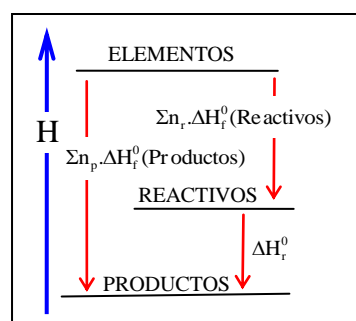 ELEMENTOS
Σn_r.ΔH_f^0(Reactivos)
H
Σn_p.ΔH_f^0(Productos)
REACTIVOS
ΔH_r^0
PRODUCTOS